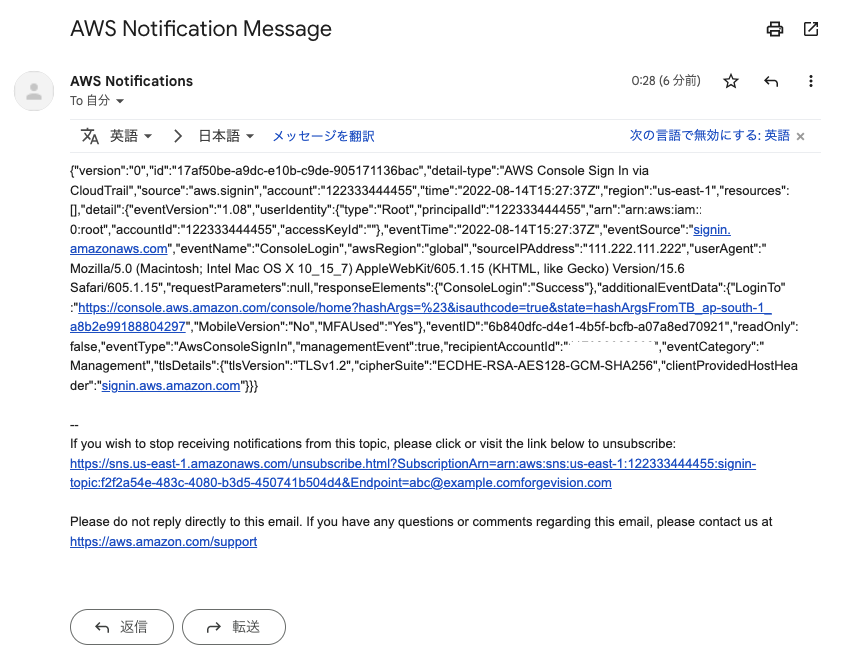 AWS Notification Message
AWS Notifications
0:28 (6 分前)
To 自分
英語
日本語
メッセージを翻訳
次の言語で無効にする: 英語
{"version":"0","id":"17af50be-a9dc-e10b-c9de-905171136bac","detail-type":"AWS Console Sign In via
CloudTrail","source":"aws.signin","account":"122333444455","time":"2022-08-14T15:27:37Z","region":"us-east-1","resources":
[],"detail":{"eventVersion":"1.08","userIdentity":{"type":"Root","principalId":"122333444455","arn":"arn:aws:iam::
0:root","accountId":"122333444455","accessKeyId":""},"eventTime":"2022-08-14T15:27:37Z","eventSource":"signin.
amazonaws.com","eventName":"ConsoleLogin","awsRegion":"global","sourceIPAddress":"111.222.111.222","userAgent":"
Mozilla/5.0 (Macintosh; Intel Mac OS X 10_15_7) AppleWebKit/605.1.15 (KHTML, like Gecko) Version/15.6
Safari/605.1.15","requestParameters":null,"responseElements":{"ConsoleLogin":"Success"},"additionalEventData":{"LoginTo"
:"https://console.aws.amazon.com/console/home?hashArgs=%23&isauthcode=true&state=hashArgsFromTB_ap-south-1_
a8b2e99188804297","MobileVersion":"No","MFAUsed":"Yes"},"eventID":"6b840dfc-d4e1-4b5f-bcfb-a07a8ed70921","readOnly":
false,"eventType":"AwsConsoleSignIn","managementEvent":true,"recipientAccountId":" ","eventCategory":"
Management","tlsDetails":{"tlsVersion":"TLSv1.2","cipherSuite":"ECDHE-RSA-AES128-GCM-SHA256","clientProvidedHostHea
der":"signin.aws.amazon.com"}}}
--
If you wish to stop receiving notifications from this topic, please click or visit the link below to unsubscribe:
https://sns.us-east-1.amazonaws.com/unsubscribe.html?SubscriptionArn=arn:aws:sns:us-east-1:122333444455:signin-
topic:f2f2a54e-483c-4080-b3d5-450741b504d4&Endpoint=abc@example.comforgevision.com
Please do not reply directly to this email. If you have any questions or comments regarding this email, please contact us at
https://aws.amazon.com/support
返信
転送